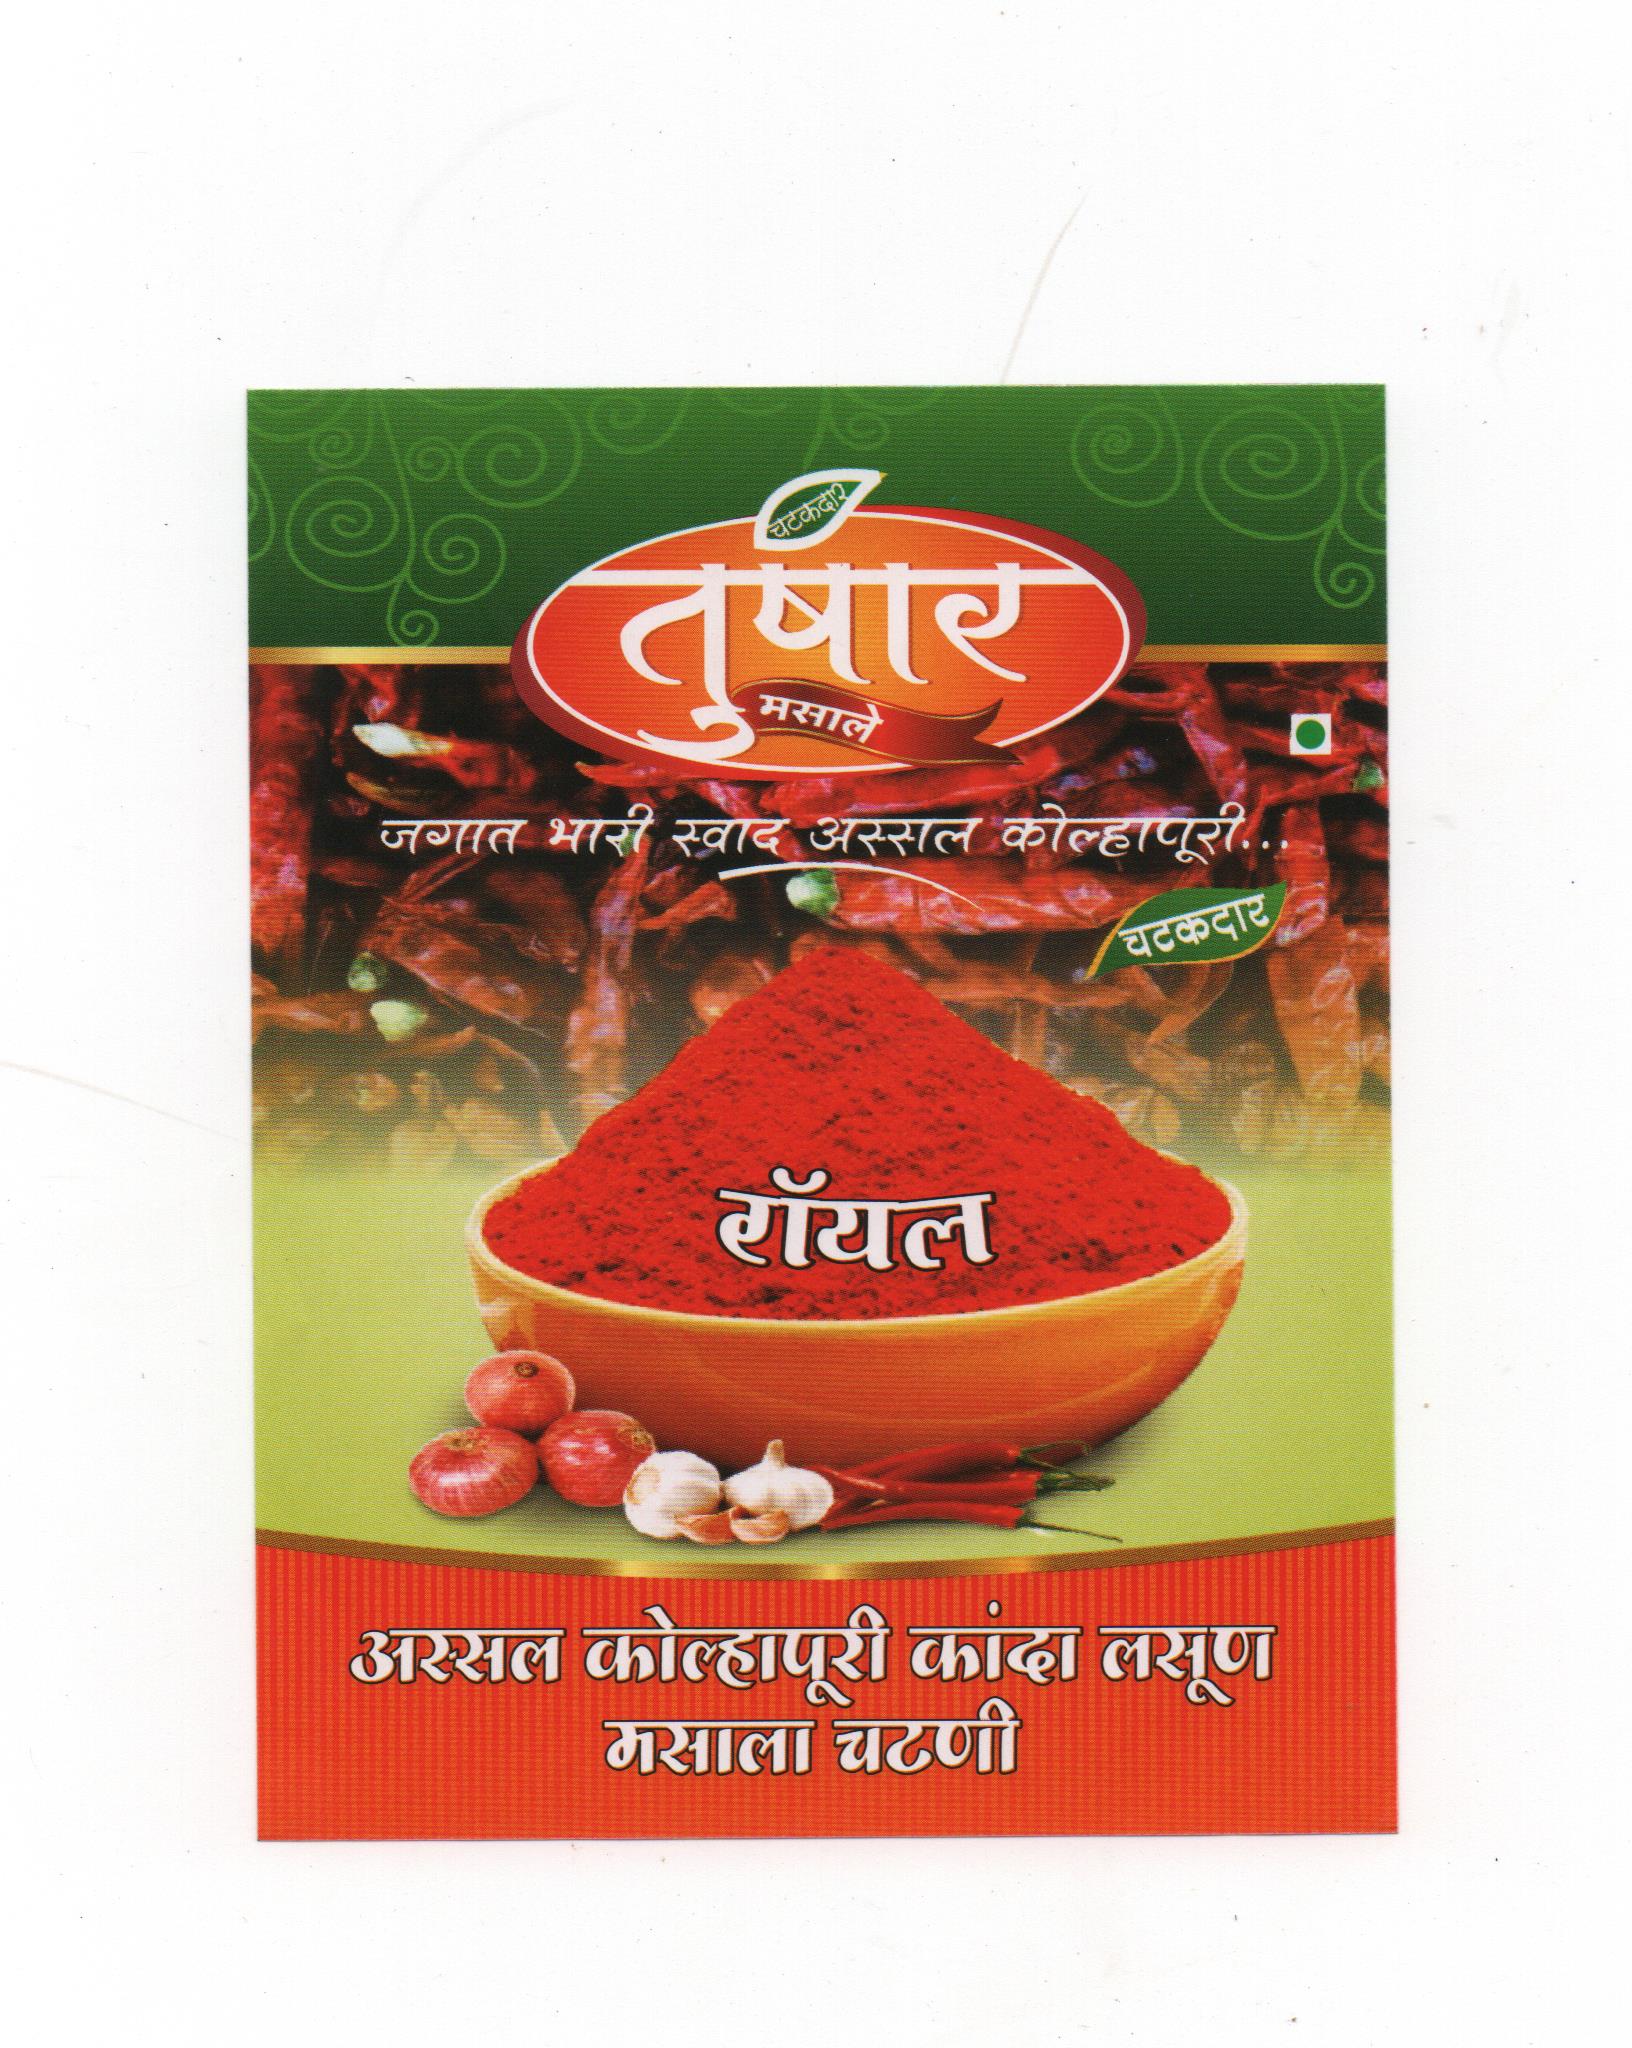 चटकदार
तुषार
मसाले
जगात भारी स्वाद अस्सल कोल्हापूरी...
चटकदार
रॉयल
अस्सल कोल्हापूरी कांदा लसूण
मसाला चटणी